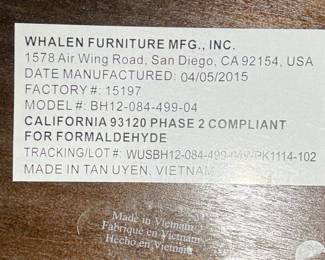 WHALEN FURNITURE MFG., INC.
1578 Air Wing Road, San Diego, CA 92154, USA
DATE MANUFACTURED: 04/05/2015
FACTORY #: 15197
MODEL #: BH12-084-499-04
CALIFORNIA 93120 PHASE 2 COMPLIANT
FOR FORMALDEHYDE
TRACKING/LOT#:
MADE IN TAN UYEN, VIETNAM
Made in Vietnam
Fabriqué en Vietnam
Hecho en Vietnam